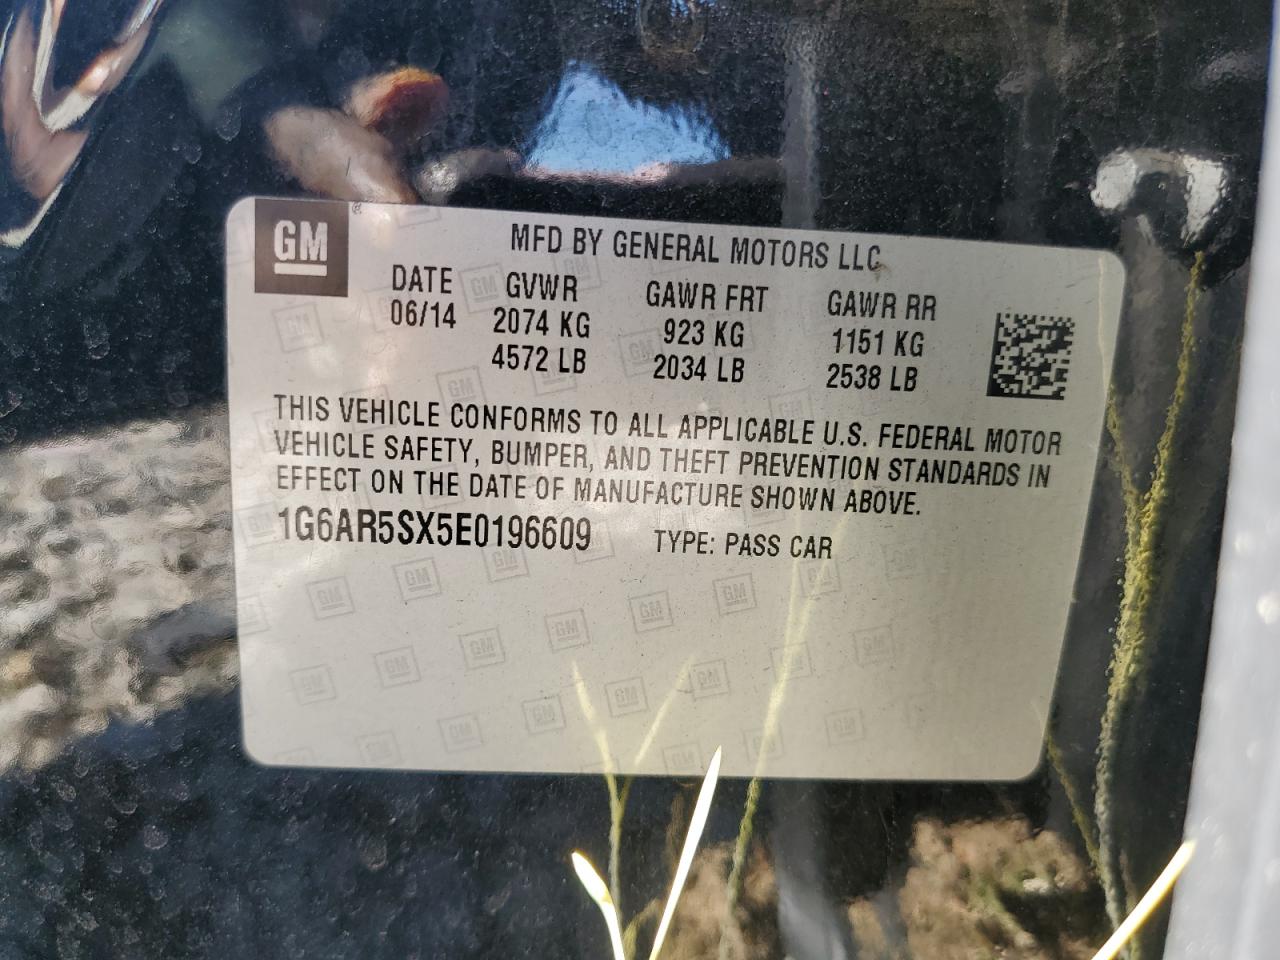 GM
MFD BY GENERAL MOTORS LLC
DATE GVWR GAWR FRT GAWR RR
06/14 2074 KG 923 KG 1151 KG
4572 LB 2034 LB 2538 LB
THIS VEHICLE CONFORMS TO ALL APPLICABLE U.S. FEDERAL MOTOR
VEHICLE SAFETY, BUMPER, AND THEFT PREVENTION STANDARDS IN
EFFECT ON THE DATE OF MANUFACTURE SHOWN ABOVE.
1G6AR5SX5E0196609 TYPE: PASS CAR